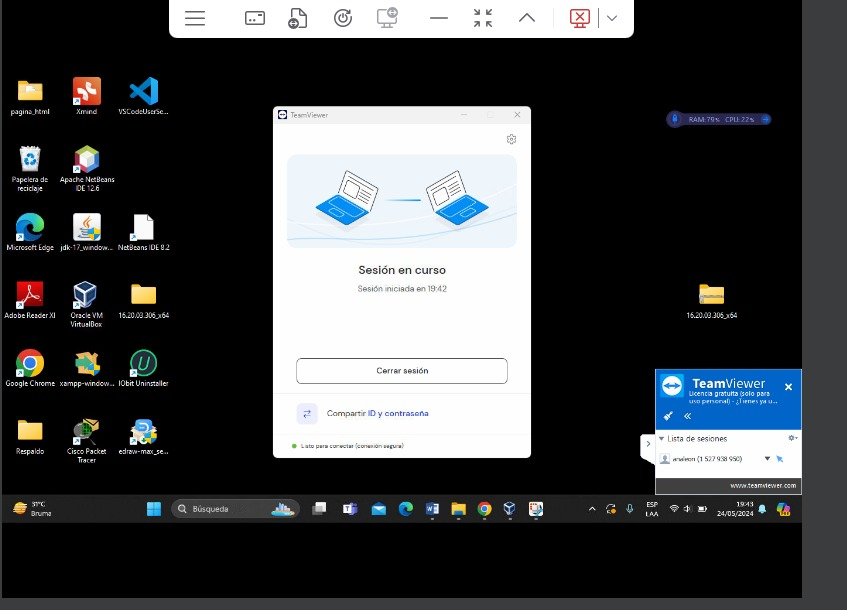 pagina_html
Xmind
VSCodeUserSe...
Papelera de
reciclaje
Apache NetBeans
IDE 12.6
Microsoft Edge
jdk-17_window...
NetBeans IDE 8.2
Adobe Reader XI
Oracle VM
VirtualBox
16.20.03.306_x64
Google Chrome
xampp-window...
IObit Uninstaller
Respaldo
Cisco Packet
Tracer
edraw-max_se...
TeamViewer
Sesión en curso
Sesión iniciada en 19:42
Cerrar sesión
Compartir ID y contraseña
Listo para conectar (conexión segura)
RAM:79% CPU:22%
16.20.03.306_x64
TeamViewer
Licencia gratuita (solo para
uso personal) - ¿Tienes ya u...
Lista de sesiones
analeon (1 527 938 950)
www.teamviewer.com
31°C
Bruma
Búsqueda
ESP
LAA
19:43
24/05/2024